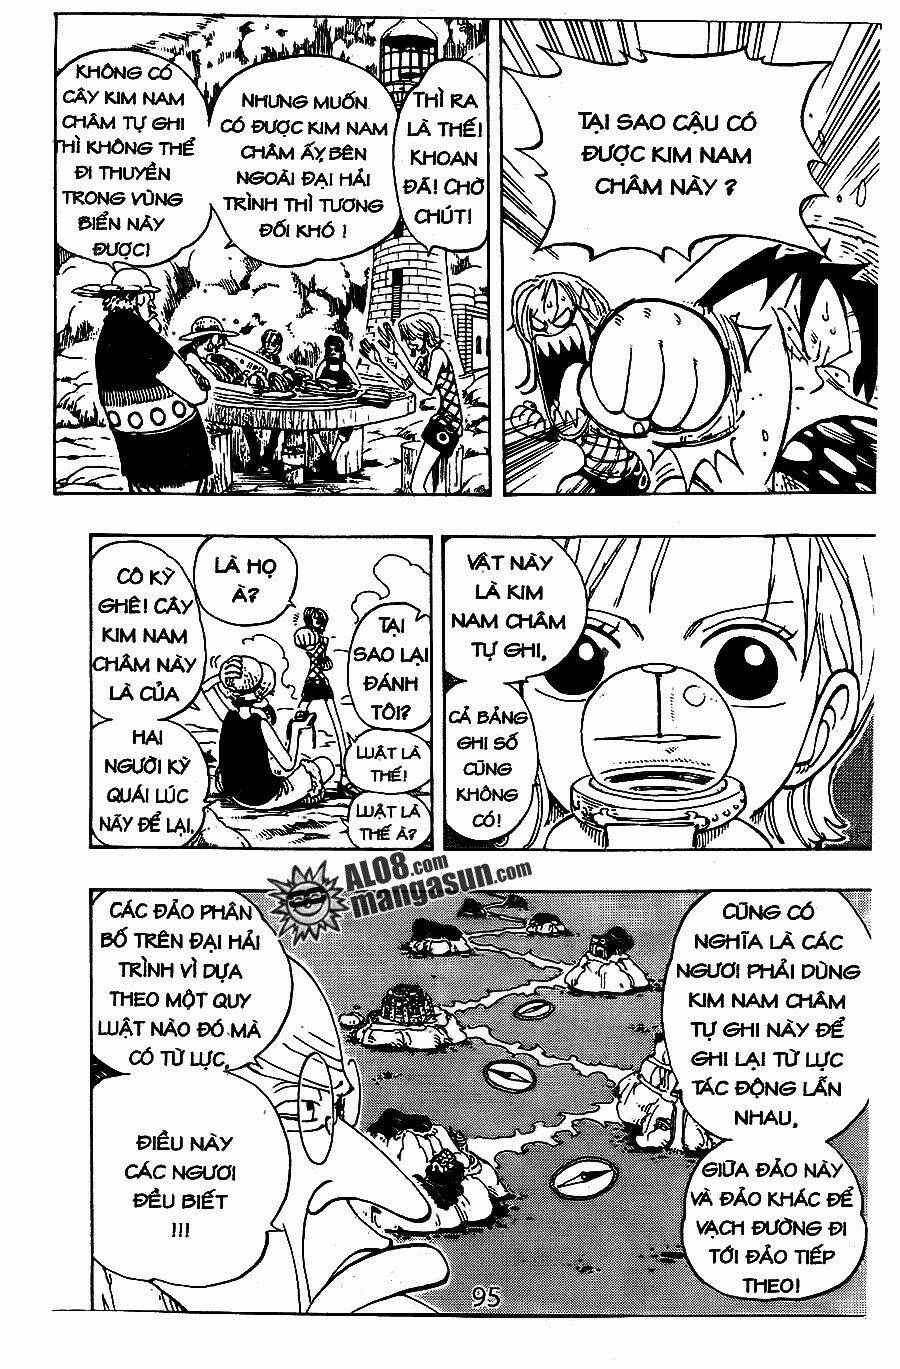 KHÔNG CÓ
CÂY KIM NAM
CHÂM TỰ GHI
THÌ KHÔNG THỂ
ĐI THUYỀN
TRONG VÙNG
BIỂN NÀY
ĐƯỢC!
NHƯNG MUỐN
CÓ ĐƯỢC KIM NAM
CHÂM ẤY, BÊN
NGOÀI ĐẠI HẢI
TRÌNH THÌ TƯƠNG
ĐỐI KHÓ !
THÌ RA
LÀ THẾ!
KHOAN
ĐÃ! CHỜ
CHÚT!
TẠI SAO CẬU CÓ
ĐƯỢC KIM NAM
CHÂM NÀY ?
CÔ KỲ
GHÊ! CÂY
KIM NAM
CHÂM NÀY
LÀ CỦA
HAI
NGƯỜI KỲ
QUÁI LÚC
NÃY ĐỂ LẠI.
LÀ HỌ
À?
TẠI
SAO LẠI
ĐÁNH
TÔI?
LUẬT LÀ
THẾ!
LUẬT LÀ
THẾ À?
VẬT NÀY
LÀ KIM
NAM CHÂM
TỰ GHI.
CẢ BẢNG
GHI SỐ
CŨNG
KHÔNG
CÓ!
ALO8.com
mangasun.com
CÁC ĐẢO PHÂN
BỐ TRÊN ĐẠI HẢI
TRÌNH VÌ DỰA
THEO MỘT QUY
LUẬT NÀO ĐÓ MÀ
CÓ TỪ LỰC.
ĐIỀU NÀY
CÁC NGƯƠI
ĐỀU BIẾT
!!!
CŨNG CÓ
NGHĨA LÀ CÁC
NGƯƠI PHẢI DÙNG
KIM NAM CHÂM
TỰ GHI NÀY ĐỂ
GHI LẠI TỪ LỰC
TÁC ĐỘNG LẪN
NHAU.
GIỮA ĐẢO NÀY
VÀ ĐẢO KHÁC ĐỂ
VẠCH ĐƯỜNG ĐI
TỚI ĐẢO TIẾP
THEO!
95